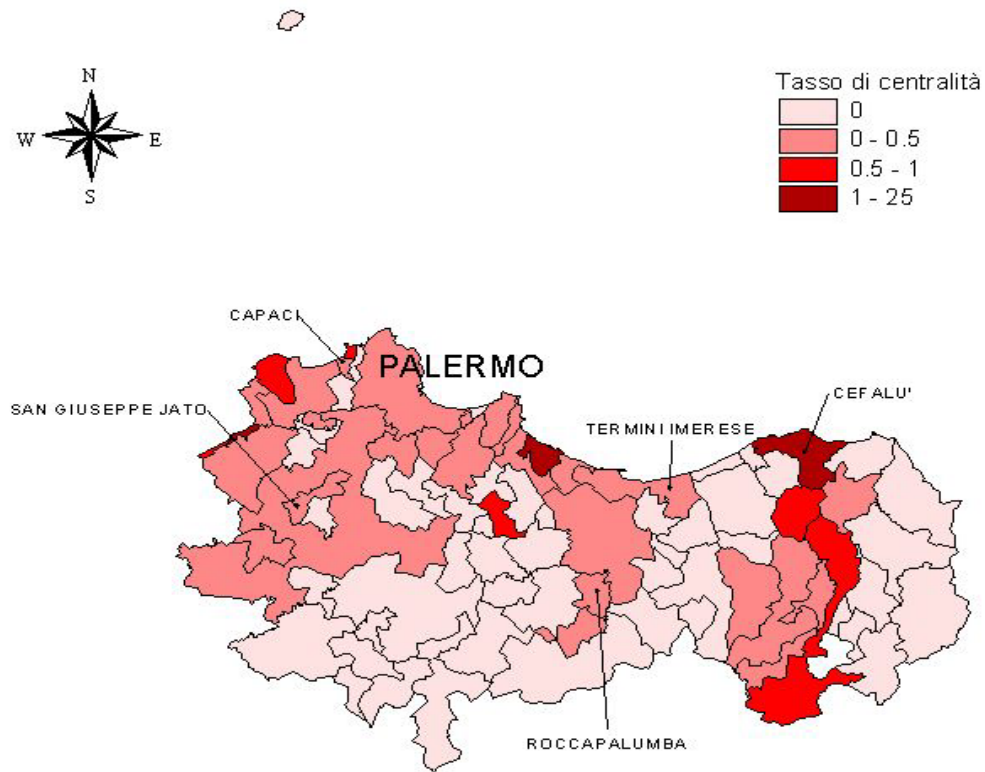 N
W E
S
Tasso di centralità
0
0 - 0.5
0.5 - 1
1 - 25
CAPACI
PALERMO
SAN GIUSEPPE JATO
CEFALU'
TERMINI IMERESE
ROCCAPALUMBA